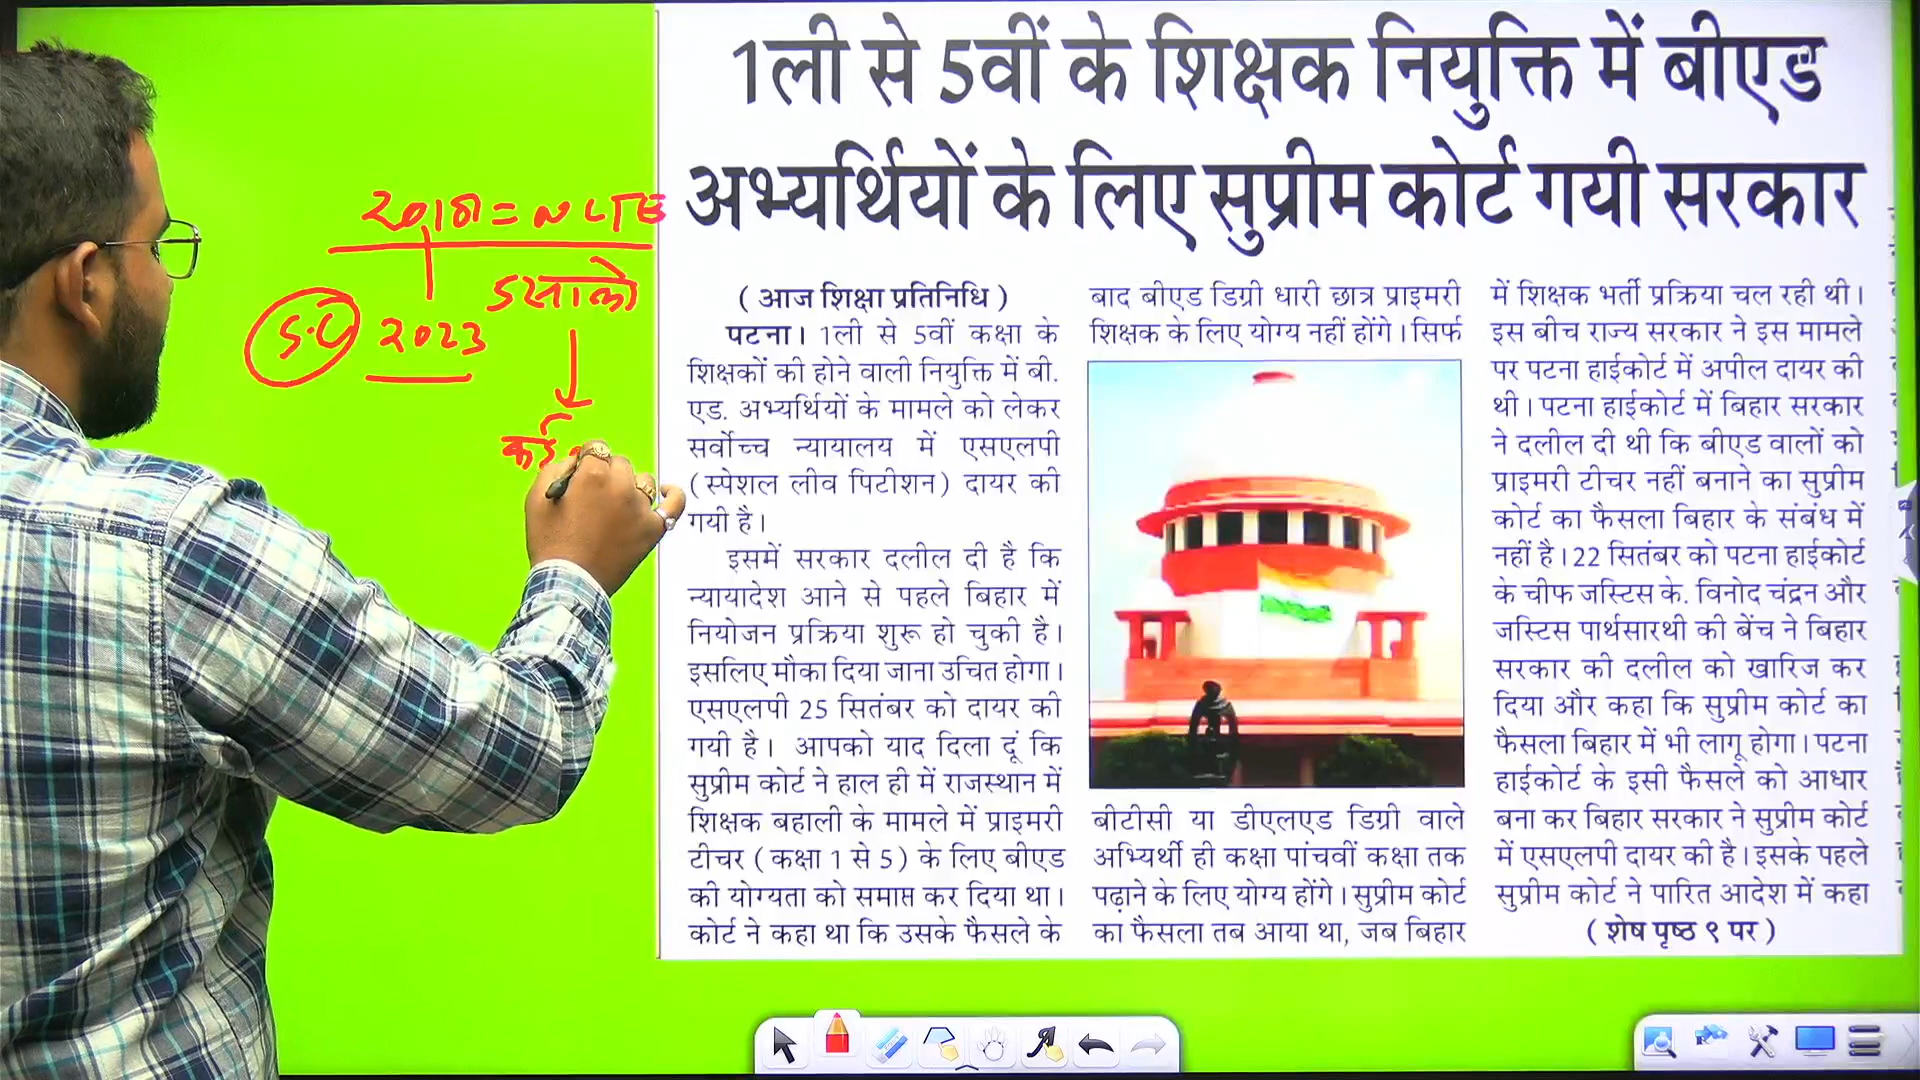 1ली से 5वीं के शिक्षक नियुक्ति में बीएड
अभ्यर्थियों के लिए सुप्रीम कोर्ट गयी सरकार
= NCTE
S.C 2023
5 सालो
कई
( आज शिक्षा प्रतिनिधि )
पटना। 1ली से 5वीं कक्षा के
शिक्षकों की होने वाली नियुक्ति में बी.
एड. अभ्यर्थियों के मामले को लेकर
सर्वोच्च न्यायालय में एसएलपी
(स्पेशल लीव पिटीशन) दायर की
गयी है।
इसमें सरकार दलील दी है कि
न्यायादेश आने से पहले बिहार में
नियोजन प्रक्रिया शुरू हो चुकी है।
इसलिए मौका दिया जाना उचित होगा।
एसएलपी 25 सितंबर को दायर की
गयी है। आपको याद दिला दूं कि
सुप्रीम कोर्ट ने हाल ही में राजस्थान में
शिक्षक बहाली के मामले में प्राइमरी
टीचर ( कक्षा 1 से 5 ) के लिए बीएड
की योग्यता को समाप्त कर दिया था।
कोर्ट ने कहा था कि उसके फैसले के
बाद बीएड डिग्री धारी छात्र प्राइमरी
शिक्षक के लिए योग्य नहीं होंगे। सिर्फ
बीटीसी या डीएलएड डिग्री वाले
अभ्यिर्थी ही कक्षा पांचवीं कक्षा तक
पढ़ाने के लिए योग्य होंगे। सुप्रीम कोर्ट
का फैसला तब आया था, जब बिहार
में शिक्षक भर्ती प्रक्रिया चल रही थी।
इस बीच राज्य सरकार ने इस मामले
पर पटना हाईकोर्ट में अपील दायर की
थी। पटना हाईकोर्ट में बिहार सरकार
ने दलील दी थी कि बीएड वालों को
प्राइमरी टीचर नहीं बनाने का सुप्रीम
कोर्ट का फैसला बिहार के संबंध में
नहीं है। 22 सितंबर को पटना हाईकोर्ट
के चीफ जस्टिस के. विनोद चंद्रन और
जस्टिस पार्थसारथी की बेंच ने बिहार
सरकार की दलील को खारिज कर
दिया और कहा कि सुप्रीम कोर्ट का
फैसला बिहार में भी लागू होगा। पटना
हाईकोर्ट के इसी फैसले को आधार
बना कर बिहार सरकार ने सुप्रीम कोर्ट
में एसएलपी दायर की है। इसके पहले
सुप्रीम कोर्ट ने पारित आदेश में कहा
( शेष पृष्ठ ९ पर )